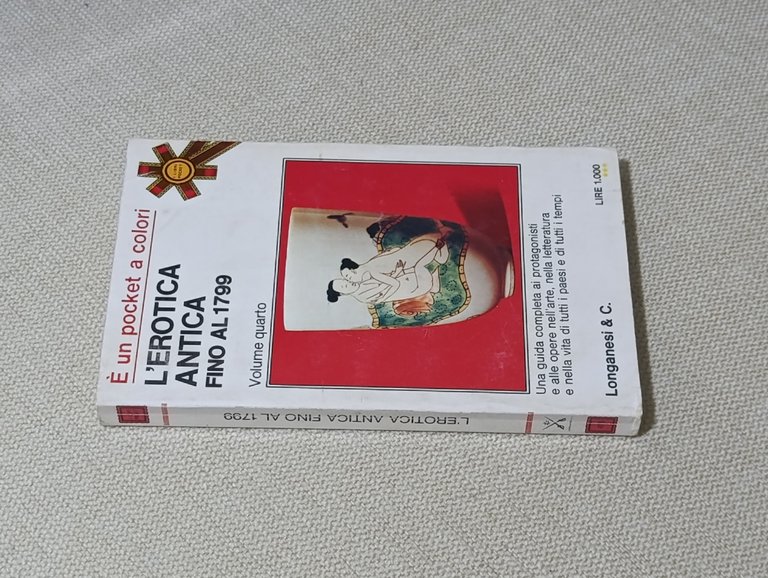 È un pocket a colori
L'EROTICA
ANTICA
FINO AL 1799
Volume quarto
Una guida completa ai protagonisti
e alle opere nell'arte, nella letteratura
e nella vita di tutti i paesi e di tutti i tempi
Longanesi & C.
LIRE 1.000
***
L'EROTICA ANTICA FINO AL 1799